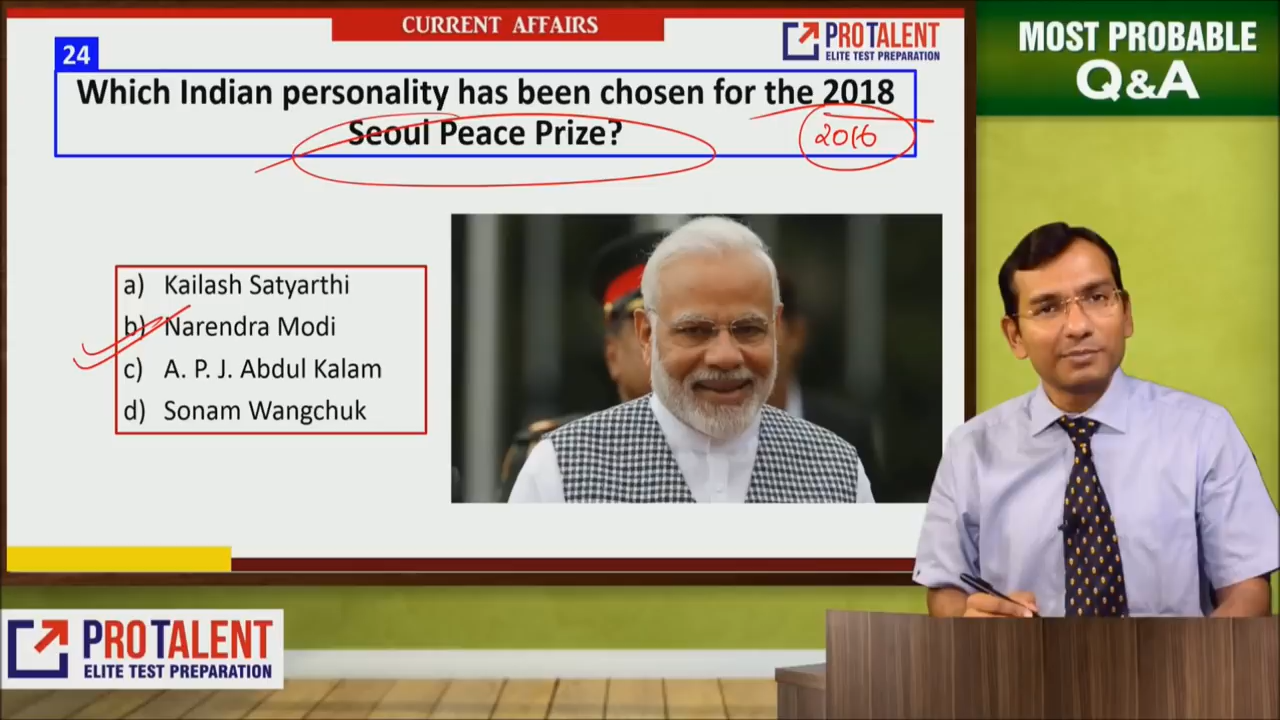 CURRENT AFFAIRS
PROTALENT
ELITE TEST PREPARATION
24
Which Indian personality has been chosen for the 2018
Seoul Peace Prize?
2016
a) Kailash Satyarthi
b) Narendra Modi
c) A. P. J. Abdul Kalam
d) Sonam Wangchuk
MOST PROBABLE
Q&A
PROTALENT
ELITE TEST PREPARATION